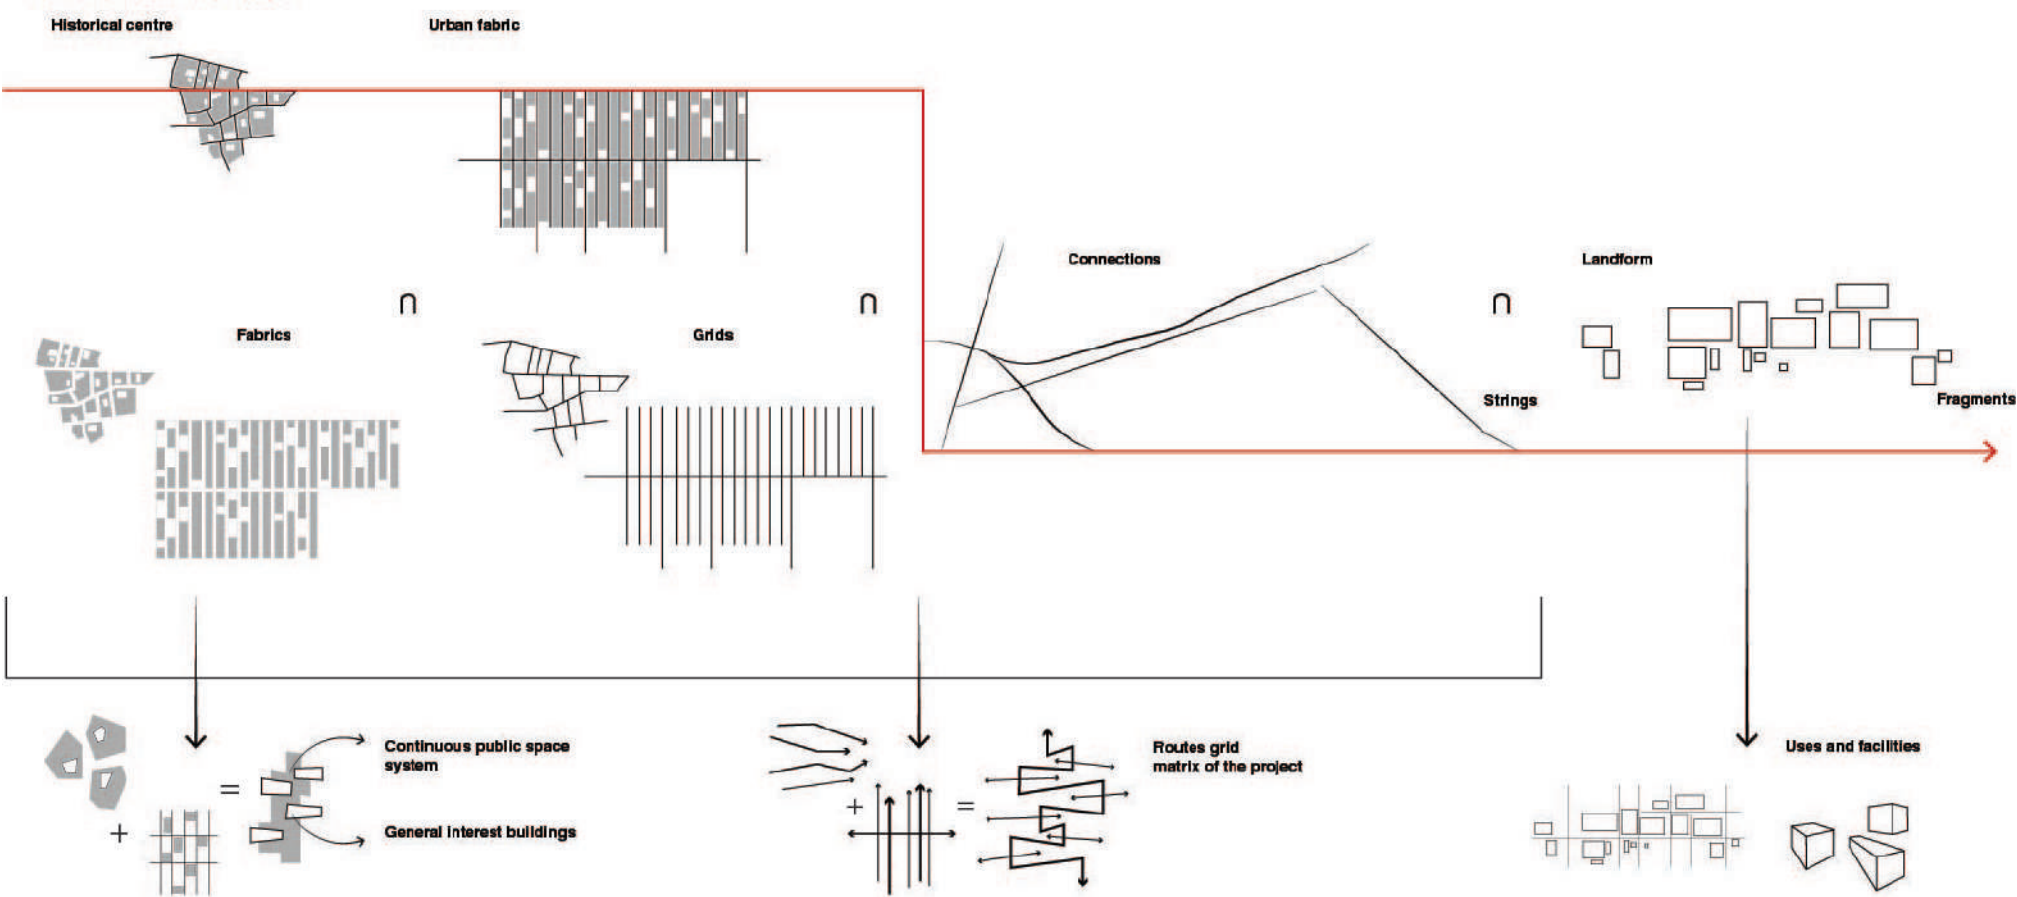 Historical centre
Urban fabric
Connections
Landform
∩
∩
∩
Fabrics
Grids
Strings
Fragments
Continuous public space
system
General interest buildings
Routes grid
matrix of the project
Uses and facilities
+
=
+
=